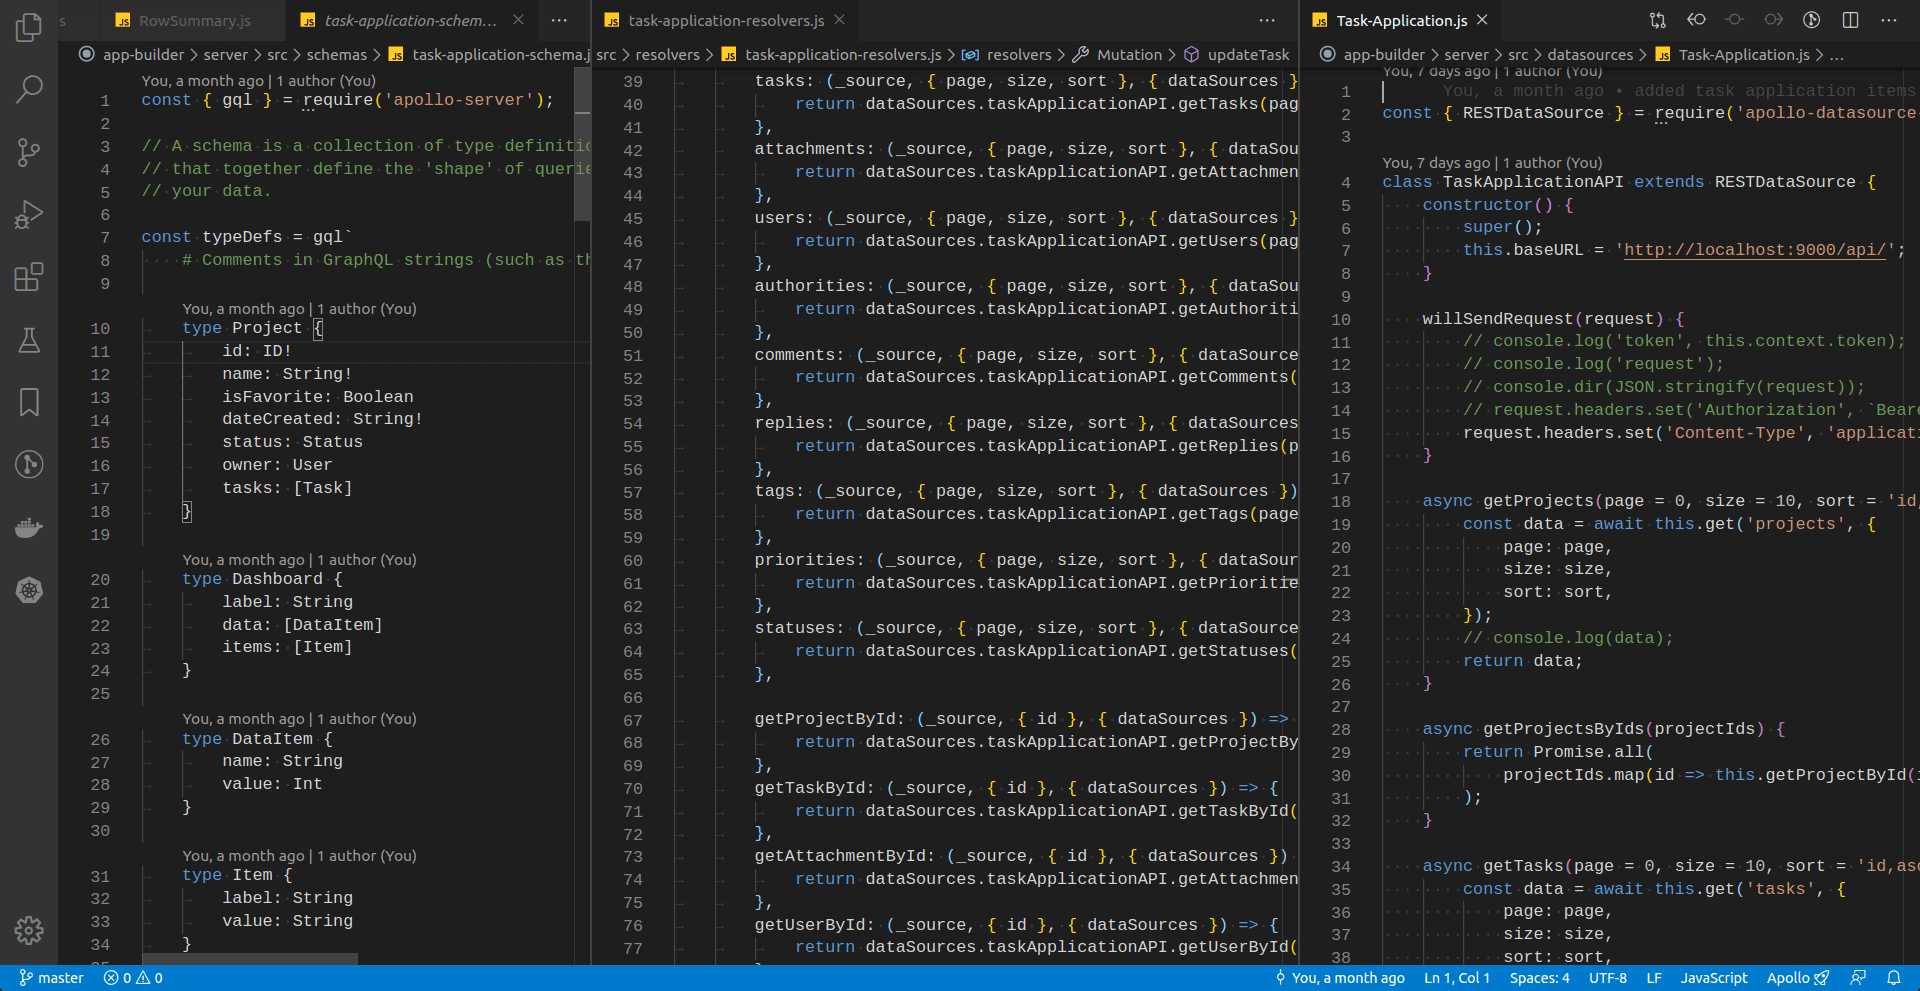 s
RowSummary.js
task-application-schem...
app-builder > server > src > schemas > task-application-schema.j
You, a month ago | 1 author (You)
1 const { gql } = require('apollo-server');
2
3 // A schema is a collection of type definitio
4 // that together define the 'shape' of querie
5 // your data.
6
7 const typeDefs = gql`
8 # Comments in GraphQL strings (such as th
9
You, a month ago | 1 author (You)
10 type Project {
11 id: ID!
12 name: String!
13 isFavorite: Boolean
14 dateCreated: String!
15 status: Status
16 owner: User
17 tasks: [Task]
18 }
19
You, a month ago | 1 author (You)
20 type Dashboard {
21 label: String
22 data: [DataItem]
23 items: [Item]
24 }
25
You, a month ago | 1 author (You)
26 type DataItem {
27 name: String
28 value: Int
29 }
30
You, a month ago | 1 author (You)
31 type Item {
32 label: String
33 value: String
34 }
task-application-resolvers.js
src > resolvers > task-application-resolvers.js > resolvers > Mutation > updateTask
39 tasks: (_source, { page, size, sort }, { dataSources }
40 return dataSources.taskApplicationAPI.getTasks(pag
41 },
42 attachments: (_source, { page, size, sort }, { dataSou
43 return dataSources.taskApplicationAPI.getAttachmen
44 },
45 users: (_source, { page, size, sort }, { dataSources }
46 return dataSources.taskApplicationAPI.getUsers(pag
47 },
48 authorities: (_source, { page, size, sort }, { dataSou
49 return dataSources.taskApplicationAPI.getAuthoriti
50 },
51 comments: (_source, { page, size, sort }, { dataSource
52 return dataSources.taskApplicationAPI.getComments(
53 },
54 replies: (_source, { page, size, sort }, { dataSources
55 return dataSources.taskApplicationAPI.getReplies(p
56 },
57 tags: (_source, { page, size, sort }, { dataSources })
58 return dataSources.taskApplicationAPI.getTags(page
59 },
60 priorities: (_source, { page, size, sort }, { dataSour
61 return dataSources.taskApplicationAPI.getPrioritie
62 },
63 statuses: (_source, { page, size, sort }, { dataSource
64 return dataSources.taskApplicationAPI.getStatuses(
65 },
66
67 getProjectById: (_source, { id }, { dataSources }) =>
68 return dataSources.taskApplicationAPI.getProjectBy
69 },
70 getTaskById: (_source, { id }, { dataSources }) => {
71 return dataSources.taskApplicationAPI.getTaskById(
72 },
73 getAttachmentById: (_source, { id }, { dataSources })
74 return dataSources.taskApplicationAPI.getAttachmen
75 },
76 getUserById: (_source, { id }, { dataSources }) => {
77 return dataSources.taskApplicationAPI.getUserById(
Task-Application.js
app-builder > server > src > datasources > Task-Application.js > ...
You, 7 days ago | 1 author (You)
1 You, a month ago • added task application items
2 const { RESTDataSource } = require('apollo-datasource-
3
You, 7 days ago | 1 author (You)
4 class TaskApplicationAPI extends RESTDataSource {
5 constructor() {
6 super();
7 this.baseURL = 'http://localhost:9000/api/';
8 }
9
10 willSendRequest(request) {
11 // console.log('token', this.context.token);
12 // console.log('request');
13 // console.dir(JSON.stringify(request));
14 // request.headers.set('Authorization', `Beare
15 request.headers.set('Content-Type', 'applicati
16 }
17
18 async getProjects(page = 0, size = 10, sort = 'id,
19 const data = await this.get('projects', {
20 page: page,
21 size: size,
22 sort: sort,
23 });
24 // console.log(data);
25 return data;
26 }
27
28 async getProjectsByIds(projectIds) {
29 return Promise.all(
30 projectIds.map(id => this.getProjectById(
31 );
32 }
33
34 async getTasks(page = 0, size = 10, sort = 'id,asc
35 const data = await this.get('tasks', {
36 page: page,
37 size: size,
38 sort: sort,
master 0 0 You, a month ago Ln 1, Col 1 Spaces: 4 UTF-8 LF JavaScript Apollo